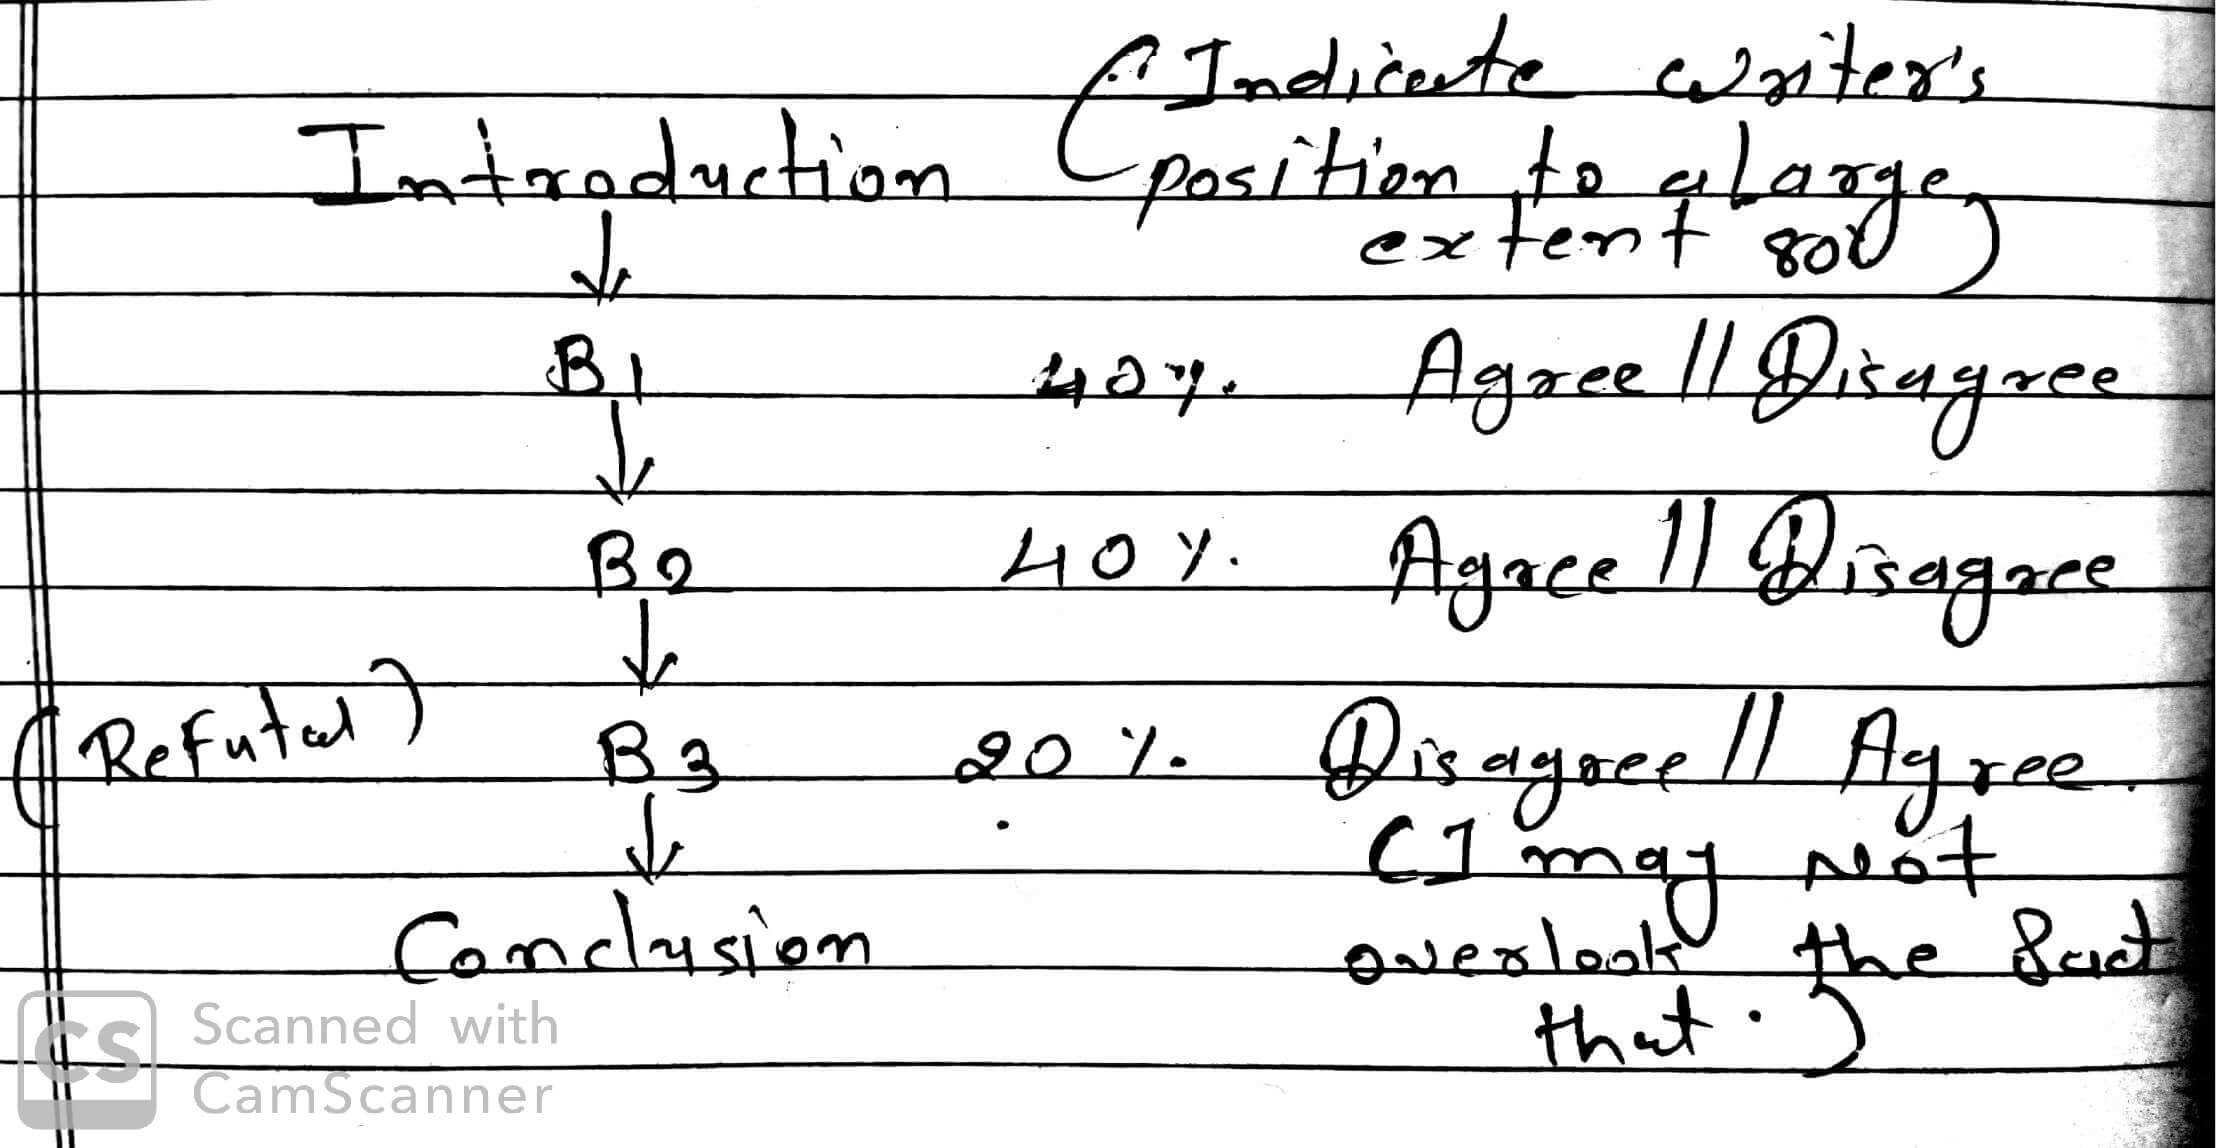 (Indicate writer's
Introduction position to a large
extent 80%)
B1 40%. Agree // Disagree
B2 40%. Agree // Disagree
(Refutal) B3 20%. Disagree // Agree.
(I may not
Conclusion overlook the fact
that.)
CS Scanned with
CamScanner